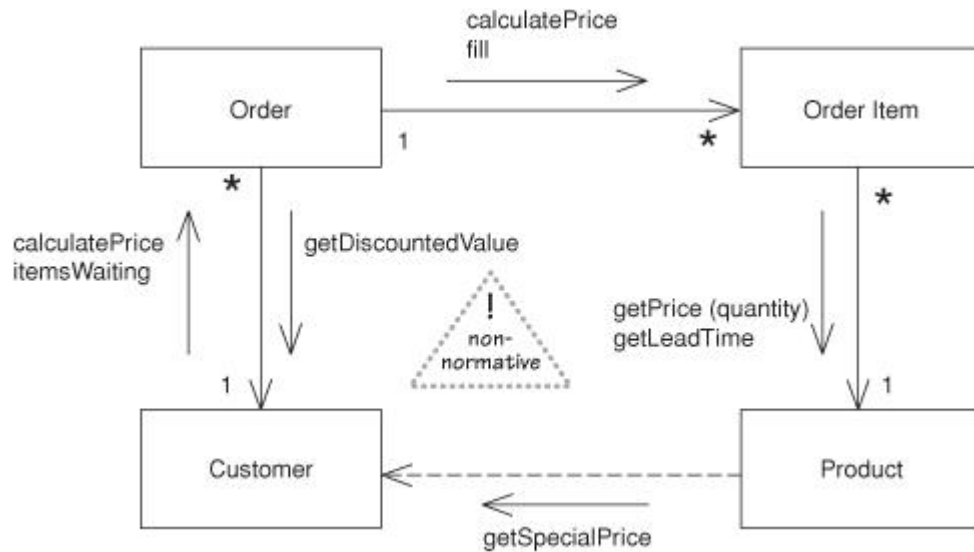 calculatePrice
fill
Order
Order Item
1
*
*
*
calculatePrice
itemsWaiting
getDiscountedValue
!
non-
normative
getPrice (quantity)
getLeadTime
1
1
Customer
Product
getSpecialPrice